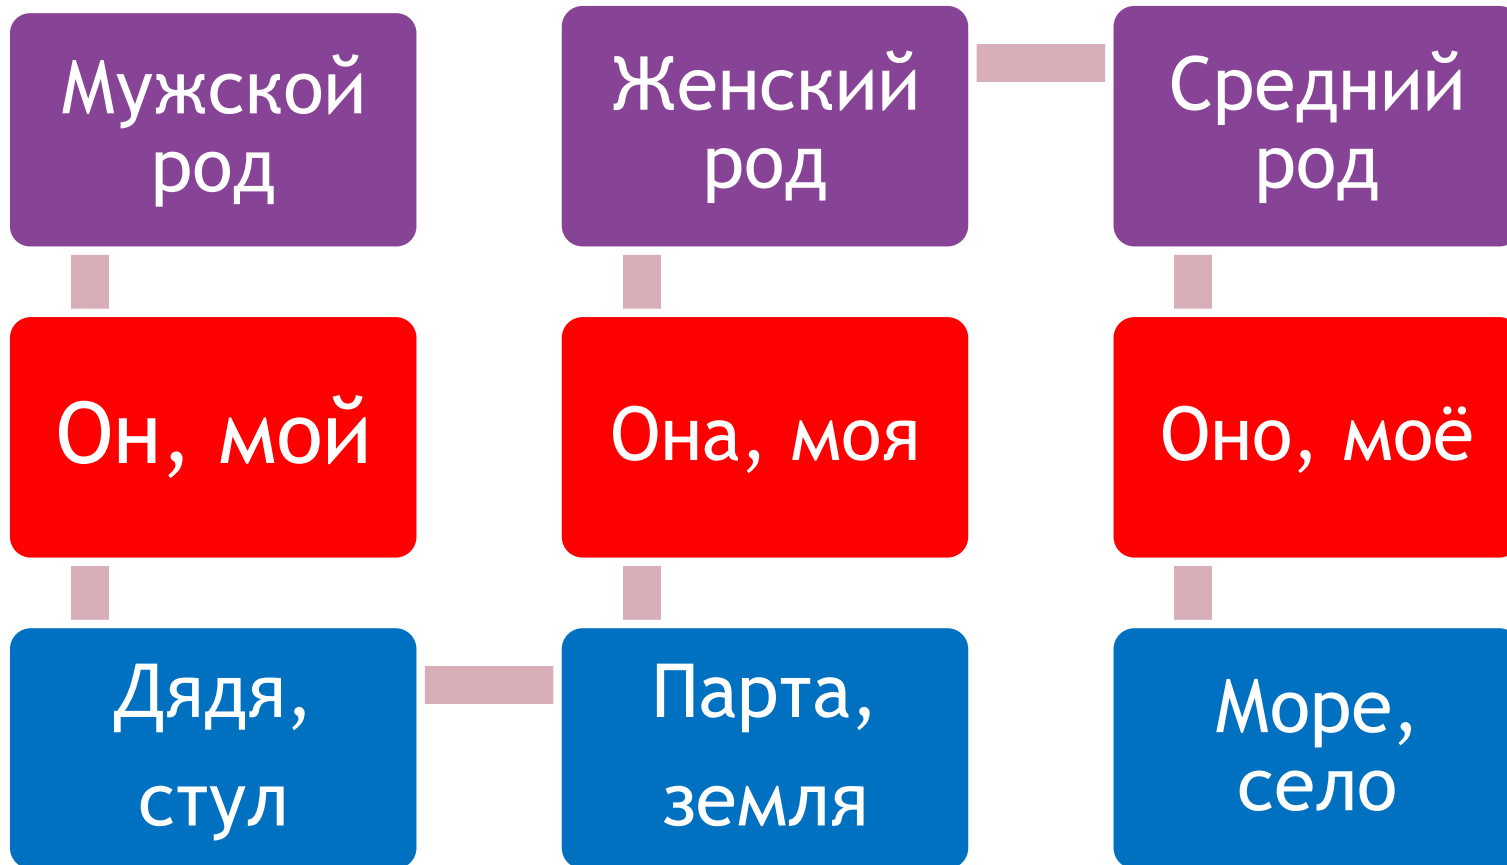 Мужской
род
Он, мой
Дядя,
стул
Женский
род
Она, моя
Парта,
земля
Средний
род
Оно, моё
Море,
село